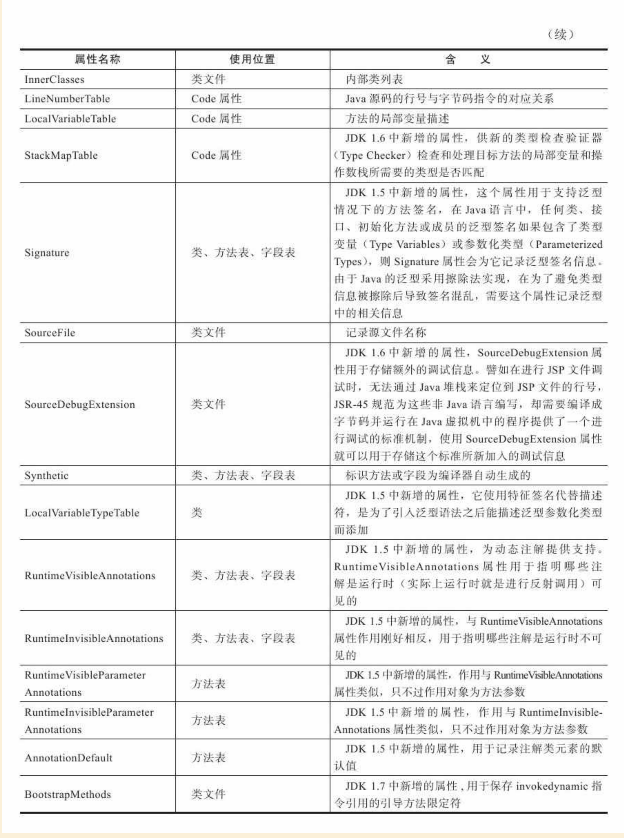 （续）
属性名称 使用位置 含 义
InnerClasses 类文件 内部类列表
LineNumberTable Code 属性 Java 源码的行号与字节码指令的对应关系
LocalVariableTable Code 属性 方法的局部变量描述
StackMapTable Code 属性 JDK 1.6 中新增的属性，供新的类型检查验证器
（Type Checker）检查和处理目标方法的局部变量和操
作数栈所需要的类型是否匹配
Signature 类、方法表、字段表 JDK 1.5 中新增的属性，这个属性用于支持泛型
情况下的方法签名，在 Java 语言中，任何类、接
口、初始化方法或成员的泛型签名如果包含了类型
变量（Type Variables）或参数化类型（Parameterized
Types），则 Signature 属性会为它记录泛型签名信息。
由于 Java 的泛型采用擦除法实现，在为了避免类型
信息被擦除后导致签名混乱，需要这个属性记录泛型
中的相关信息
SourceFile 类文件 记录源文件名称
SourceDebugExtension 类文件 JDK 1.6 中新增的属性，SourceDebugExtension 属
性用于存储额外的调试信息。譬如在进行 JSP 文件调
试时，无法通过 Java 堆栈来定位到 JSP 文件的行号，
JSR-45 规范为这些非 Java 语言编写，却需要编译成
字节码并运行在 Java 虚拟机中的程序提供了一个进
行调试的标准机制，使用 SourceDebugExtension 属性
就可以用于存储这个标准所新加入的调试信息
Synthetic 类、方法表、字段表 标识方法或字段为编译器自动生成的
LocalVariableTypeTable 类 JDK 1.5 中新增的属性，它使用特征签名代替描述
符，是为了引入泛型语法之后能描述泛型参数化类型
而添加
RuntimeVisibleAnnotations 类、方法表、字段表 JDK 1.5 中新增的属性，为动态注解提供支持。
RuntimeVisibleAnnotations 属性用于指明哪些注
解是运行时（实际上运行时就是进行反射调用）可
见的
RuntimeInvisibleAnnotations 类、方法表、字段表 JDK 1.5 中新增的属性，与 RuntimeVisibleAnnotations
属性作用刚好相反，用于指明哪些注解是运行时不可
见的
RuntimeVisibleParameter
Annotations 方法表 JDK 1.5 中新增的属性，作用与 RuntimeVisibleAnnotations
属性类似，只不过作用对象为方法参数
RuntimeInvisibleParameter
Annotations 方法表 JDK 1.5 中新增的属性，作用与 RuntimeInvisible-
Annotations 属性类似，只不过作用对象为方法参数
AnnotationDefault 方法表 JDK 1.5 中新增的属性，用于记录注解类元素的默
认值
BootstrapMethods 类文件 JDK 1.7 中新增的属性 , 用于保存 invokedynamic 指
令引用的引导方法限定符